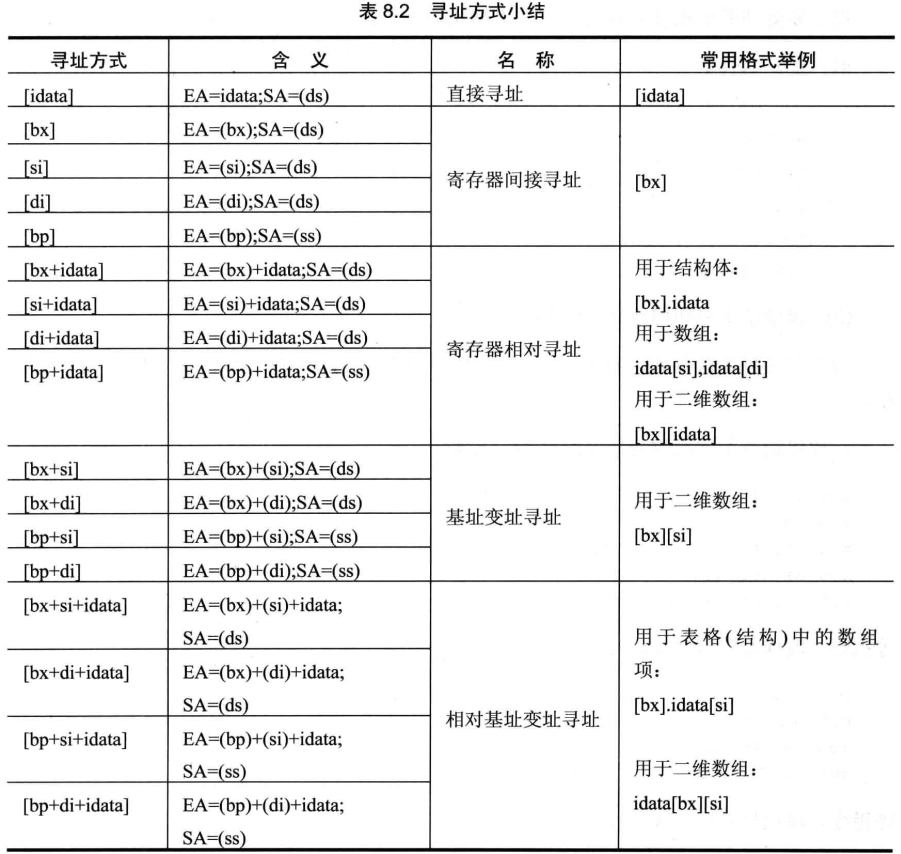 表 8.2 寻址方式小结
寻址方式 含 义 名 称 常用格式举例
[idata] EA=idata;SA=(ds) 直接寻址 [idata]
[bx] EA=(bx);SA=(ds)
[si] EA=(si);SA=(ds)
寄存器间接寻址 [bx]
[di] EA=(di);SA=(ds)
[bp] EA=(bp);SA=(ss)
[bx+idata] EA=(bx)+idata;SA=(ds) 用于结构体：
[si+idata] EA=(si)+idata;SA=(ds) [bx].idata
[di+idata] EA=(di)+idata;SA=(ds) 用于数组：
寄存器相对寻址
[bp+idata] EA=(bp)+idata;SA=(ss) idata[si],idata[di]
用于二维数组：
[bx][idata]
[bx+si] EA=(bx)+(si);SA=(ds)
[bx+di] EA=(bx)+(di);SA=(ds) 用于二维数组：
基址变址寻址
[bp+si] EA=(bp)+(si);SA=(ss) [bx][si]
[bp+di] EA=(bp)+(di);SA=(ss)
[bx+si+idata] EA=(bx)+(si)+idata;
SA=(ds) 用于表格(结构)中的数组
[bx+di+idata] EA=(bx)+(di)+idata; 项：
SA=(ds) [bx].idata[si]
相对基址变址寻址
[bp+si+idata] EA=(bp)+(si)+idata;
SA=(ss) 用于二维数组：
[bp+di+idata] EA=(bp)+(di)+idata; idata[bx][si]
SA=(ss)